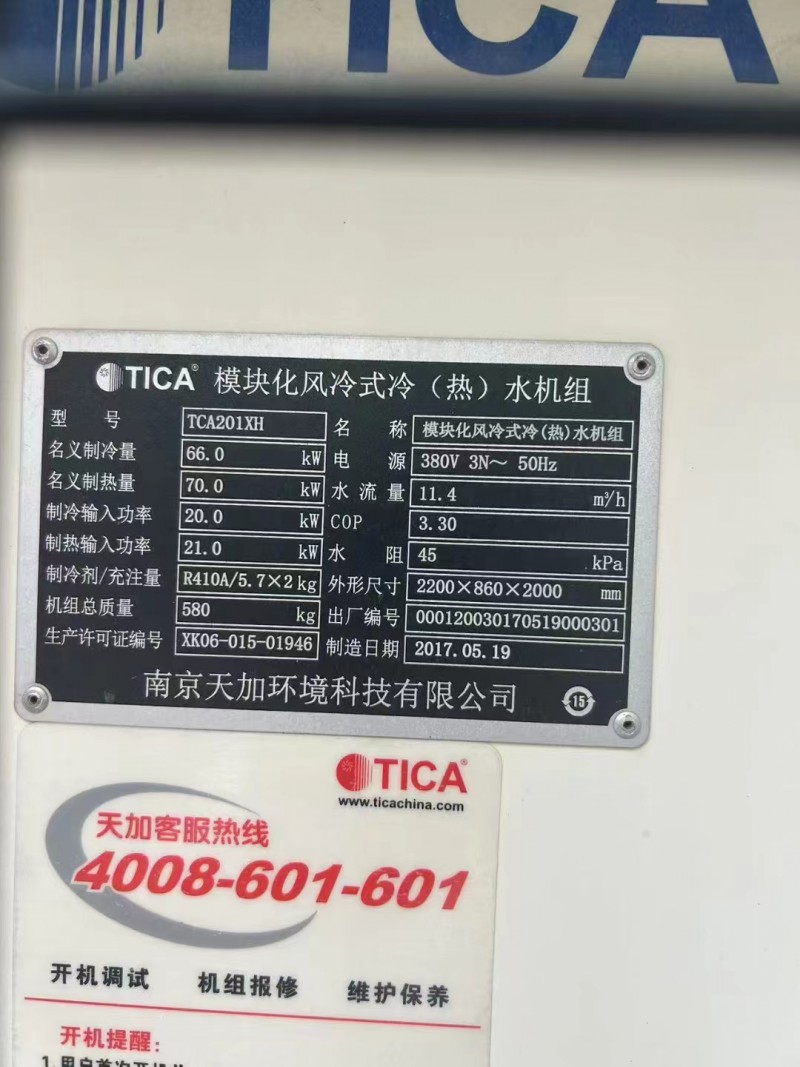 TICA
TICA® 模块化风冷式冷（热）水机组
型 号 TCA201XH 名 称 模块化风冷式冷(热)水机组
名义制冷量 66.0 kW 电 源 380V 3N～ 50Hz
名义制热量 70.0 kW 水 流 量 11.4 m³/h
制冷输入功率 20.0 kW COP 3.30
制热输入功率 21.0 kW 水 阻 45 kPa
制冷剂/充注量 R410A/5.7×2 kg 外形尺寸 2200×860×2000 mm
机组总质量 580 kg 出厂编号 000120030170519000301
生产许可证编号 XK06-015-01946 制造日期 2017.05.19
南京天加环境科技有限公司 15
TICA®
www.ticachina.com
天加客服热线
4008-601-601
开机调试 机组报修 维护保养
开机提醒：
1.用户首次开机